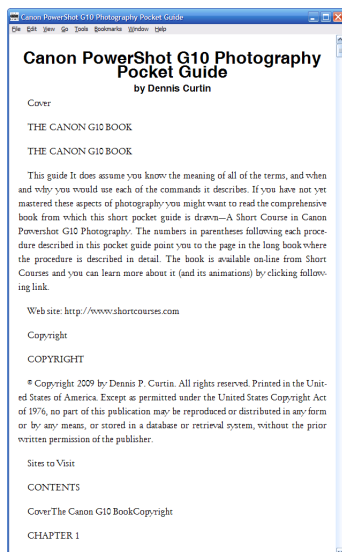 Canon PowerShot G10 Photography Pocket Guide
File Edit View Go Tools Bookmarks Window Help
Canon PowerShot G10 Photography
Pocket Guide
by Dennis Curtin
Cover
THE CANON G10 BOOK
THE CANON G10 BOOK
This guide It does assume you know the meaning of all of the terms, and when
and why you would use each of the commands it describes. If you have not yet
mastered these aspects of photography you might want to read the comprehensive
book from which this short pocket guide is drawn—A Short Course in Canon
Powershot G10 Photography. The numbers in parentheses following each proce-
dure described in this pocket guide point you to the page in the long book where
the procedure is described in detail. The book is available on-line from Short
Courses and you can learn more about it (and its animations) by clicking follow-
ing link.
Web site: http://www.shortcourses.com
Copyright
COPYRIGHT
© Copyright 2009 by Dennis P. Curtin. All rights reserved. Printed in the Unit-
ed States of America. Except as permitted under the United States Copyright Act
of 1976, no part of this publication may be reproduced or distributed in any form
or by any means, or stored in a database or retrieval system, without the prior
written permission of the publisher.
Sites to Visit
CONTENTS
CoverThe Canon G10 BookCopyright
CHAPTER 1